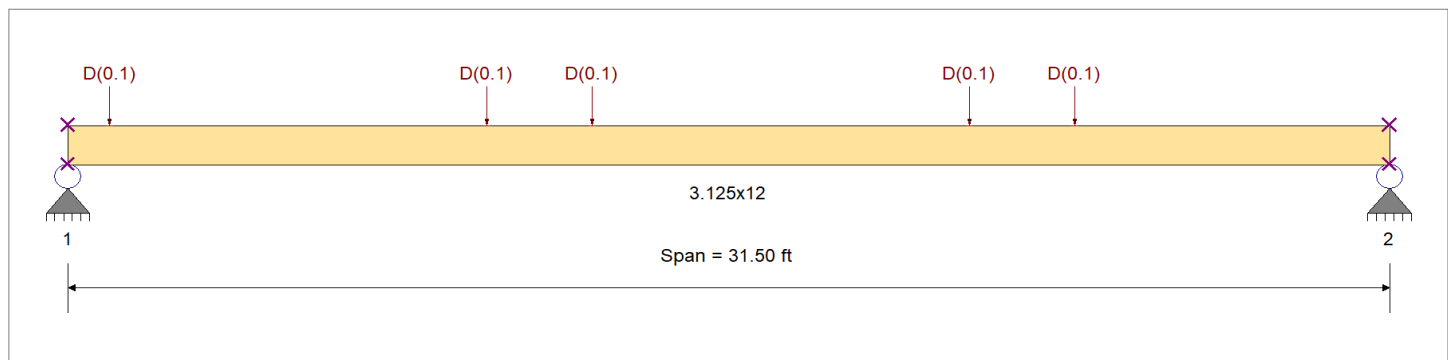 D(0.1) D(0.1) D(0.1) D(0.1) D(0.1)
3.125x12
1 2
Span = 31.50 ft